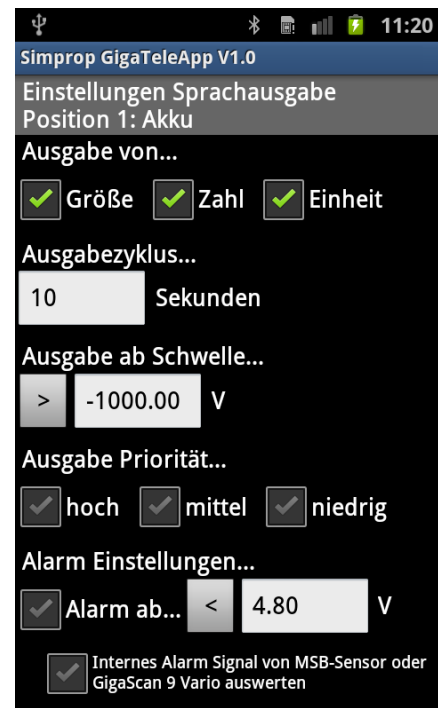 11:20
Simprop GigaTeleApp V1.0
Einstellungen Sprachausgabe
Position 1: Akku
Ausgabe von...
Größe Zahl Einheit
Ausgabezyklus...
10 Sekunden
Ausgabe ab Schwelle...
> -1000.00 V
Ausgabe Priorität...
hoch mittel niedrig
Alarm Einstellungen...
Alarm ab... < 4.80 V
Internes Alarm Signal von MSB-Sensor oder
GigaScan 9 Vario auswerten